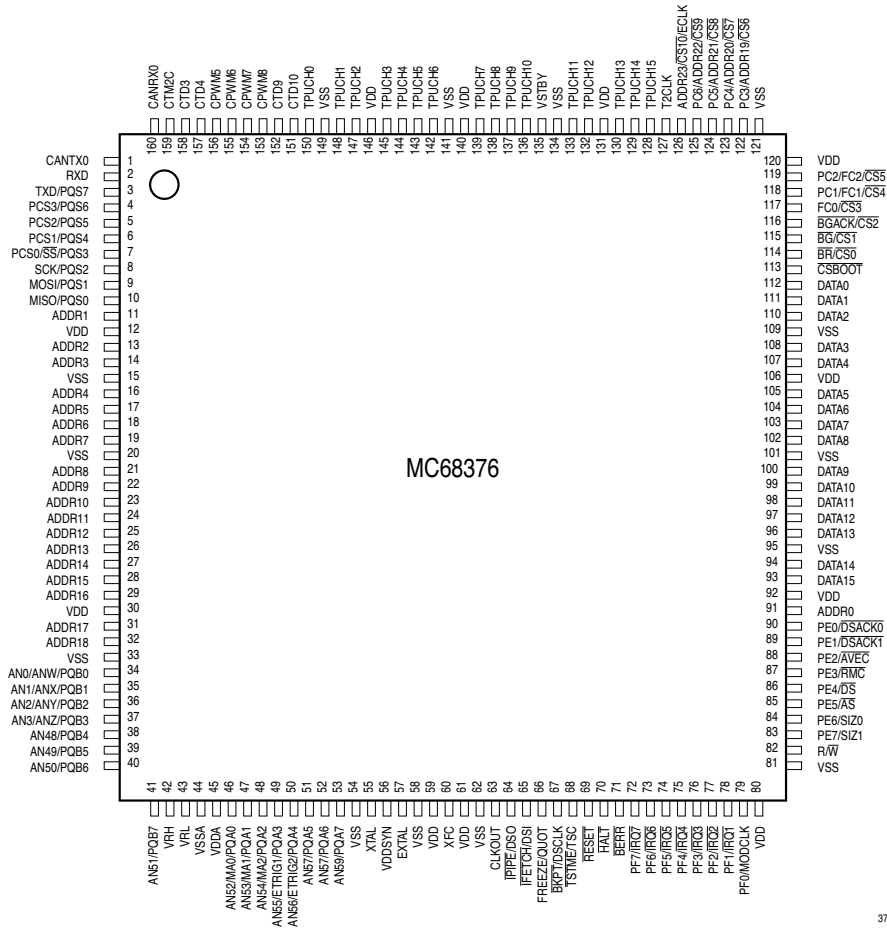 CANRX0 160
CTM2C 159
CTD3 158
CTD4 157
CPWM5 156
CPWM6 155
CPWM7 154
CPWM8 153
CTD9 152
CTD10 151
TPUCH0 150
VSS 149
TPUCH1 148
TPUCH2 147
VDD 146
TPUCH3 145
TPUCH4 144
TPUCH5 143
TPUCH6 142
VSS 141
VDD 140
TPUCH7 139
TPUCH8 138
TPUCH9 137
TPUCH10 136
VSTBY 135
VSS 134
TPUCH11 133
TPUCH12 132
VDD 131
TPUCH13 130
TPUCH14 129
TPUCH15 128
T2CLK 127
ADDR23/CS10/ECLK 126
PC6/ADDR22/CS9 125
PC5/ADDR21/CS8 124
PC4/ADDR20/CS7 123
PC3/ADDR19/CS6 122
VSS 121
CANTX0 1
RXD 2
TXD/PQS7 3
PCS3/PQS6 4
PCS2/PQS5 5
PCS1/PQS4 6
PCS0/SS/PQS3 7
SCK/PQS2 8
MOSI/PQS1 9
MISO/PQS0 10
ADDR1 11
VDD 12
ADDR2 13
ADDR3 14
VSS 15
ADDR4 16
ADDR5 17
ADDR6 18
ADDR7 19
VSS 20
ADDR8 21
ADDR9 22
ADDR10 23
ADDR11 24
ADDR12 25
ADDR13 26
ADDR14 27
ADDR15 28
ADDR16 29
VDD 30
ADDR17 31
ADDR18 32
VSS 33
AN0/ANW/PQB0 34
AN1/ANX/PQB1 35
AN2/ANY/PQB2 36
AN3/ANZ/PQB3 37
AN48/PQB4 38
AN49/PQB5 39
AN50/PQB6 40
MC68376
120 VDD
119 PC2/FC2/CS5
118 PC1/FC1/CS4
117 FC0/CS3
116 BGACK/CS2
115 BG/CS1
114 BR/CS0
113 CSBOOT
112 DATA0
111 DATA1
110 DATA2
109 VSS
108 DATA3
107 DATA4
106 VDD
105 DATA5
104 DATA6
103 DATA7
102 DATA8
101 VSS
100 DATA9
99 DATA10
98 DATA11
97 DATA12
96 DATA13
95 VSS
94 DATA14
93 DATA15
92 VDD
91 ADDR0
90 PE0/DSACK0
89 PE1/DSACK1
88 PE2/AVEC
87 PE3/RMC
86 PE4/DS
85 PE5/AS
84 PE6/SIZ0
83 PE7/SIZ1
82 R/W
81 VSS
41 AN51/PQB7
42 VRH
43 VRL
44 VSSA
45 VDDA
46 AN52/MA0/PQA0
47 AN53/MA1/PQA1
48 AN54/MA2/PQA2
49 AN55/ETRIG1/PQA3
50 AN56/ETRIG2/PQA4
51 AN57/PQA5
52 AN57/PQA6
53 AN59/PQA7
54 VSS
55 XTAL
56 VDDSYN
57 EXTAL
58 VSS
59 VDD
60 XFC
61 VDD
62 VSS
63 CLKOUT
64 IPIPE/DSO
65 IFETCH/DSI
66 FREEZE/QUOT
67 BKPT/DSCLK
68 TSTME/TSC
69 RESET
70 HALT
71 BERR
72 PF7/IRQ7
73 PF6/IRQ6
74 PF5/IRQ5
75 PF4/IRQ4
76 PF3/IRQ3
77 PF2/IRQ2
78 PF1/IRQ1
79 PF0/MODCLK
80 VDD
37